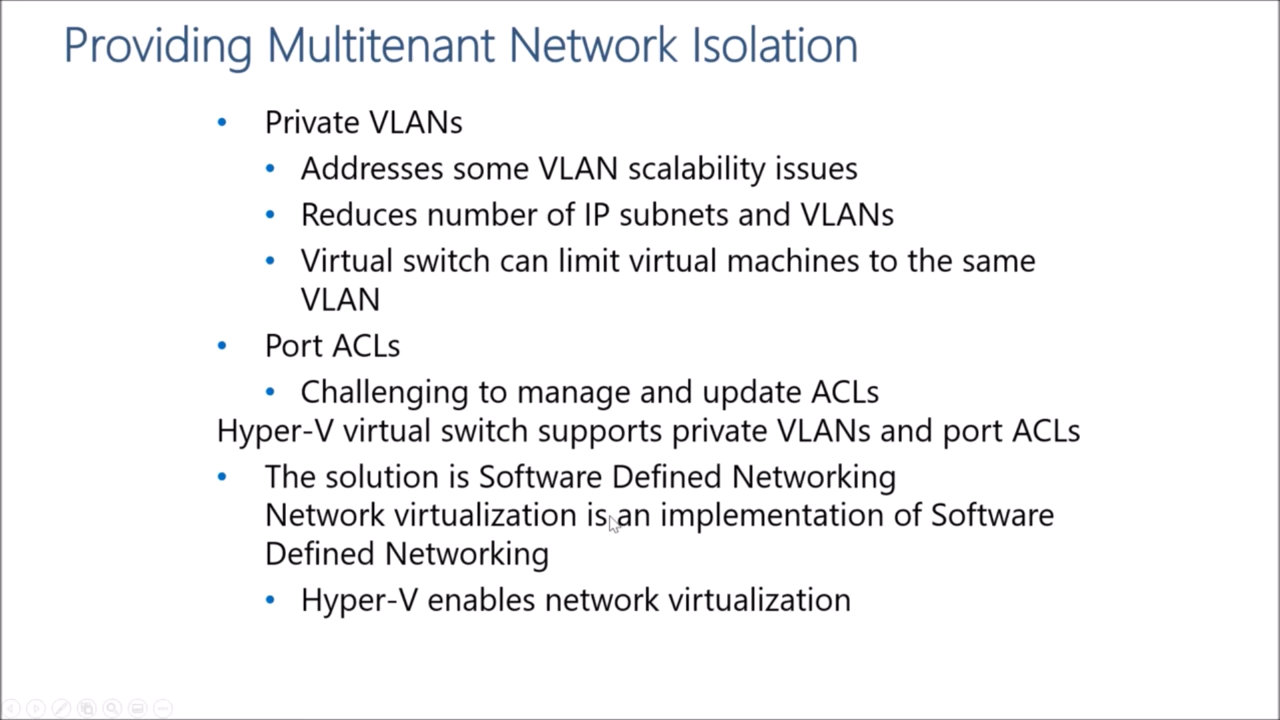 Providing Multitenant Network Isolation
• Private VLANs
• Addresses some VLAN scalability issues
• Reduces number of IP subnets and VLANs
• Virtual switch can limit virtual machines to the same
VLAN
• Port ACLs
• Challenging to manage and update ACLs
Hyper-V virtual switch supports private VLANs and port ACLs
• The solution is Software Defined Networking
Network virtualization is an implementation of Software
Defined Networking
• Hyper-V enables network virtualization